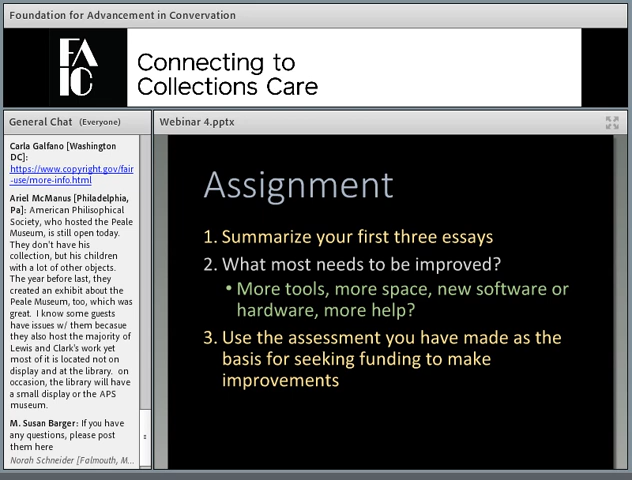 Foundation for Advancement in Convervation
FA
IC
Connecting to
Collections Care
General Chat (Everyone)
Webinar 4.pptx
Carla Galfano [Washington
DC]:
https://www.copyright.gov/fair
-use/more-info.html
Ariel McManus [Philadelphia,
Pa]: American Philisophical
Society, who hosted the Peale
Museum, is still open today.
They don't have his
collection, but his children
with a lot of other objects.
The year before last, they
created an exhibit about the
Peale Museum, too, which was
great. I know some guests
have issues w/ them becasue
they also host the majority of
Lewis and Clark's work yet
most of it is located not on
display and at the library. on
occasion, the library will have
a small display or the APS
museum.
M. Susan Barger: If you have
any questions, please post
them here
Norah Schneider [Falmouth, M...
Assignment
1. Summarize your first three essays
2. What most needs to be improved?
• More tools, more space, new software or
hardware, more help?
3. Use the assessment you have made as the
basis for seeking funding to make
improvements